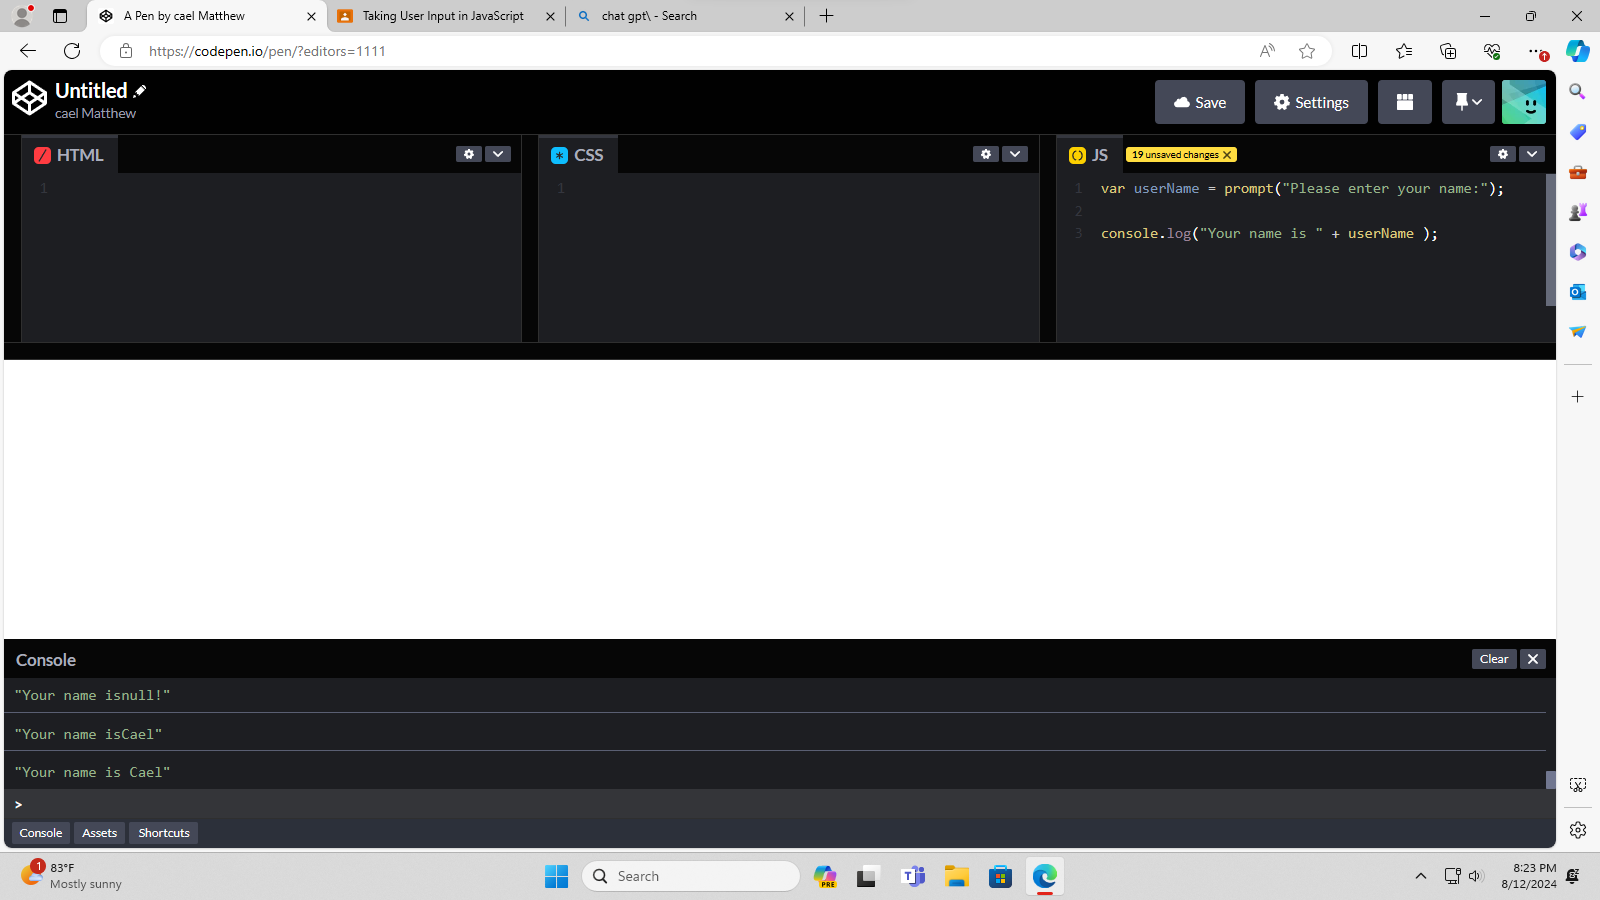 A Pen by cael Matthew
Taking User Input in JavaScript
chat gpt\ - Search
https://codepen.io/pen/?editors=1111
Untitled
cael Matthew
Save
Settings
HTML
CSS
JS
19 unsaved changes
1
1
1 var userName = prompt("Please enter your name:");
2
3 console.log("Your name is " + userName );
Console
Clear
"Your name isnull!"
"Your name isCael"
"Your name is Cael"
>
Console Assets Shortcuts
1
83°F
Mostly sunny
Search
PRE
8:23 PM
8/12/2024